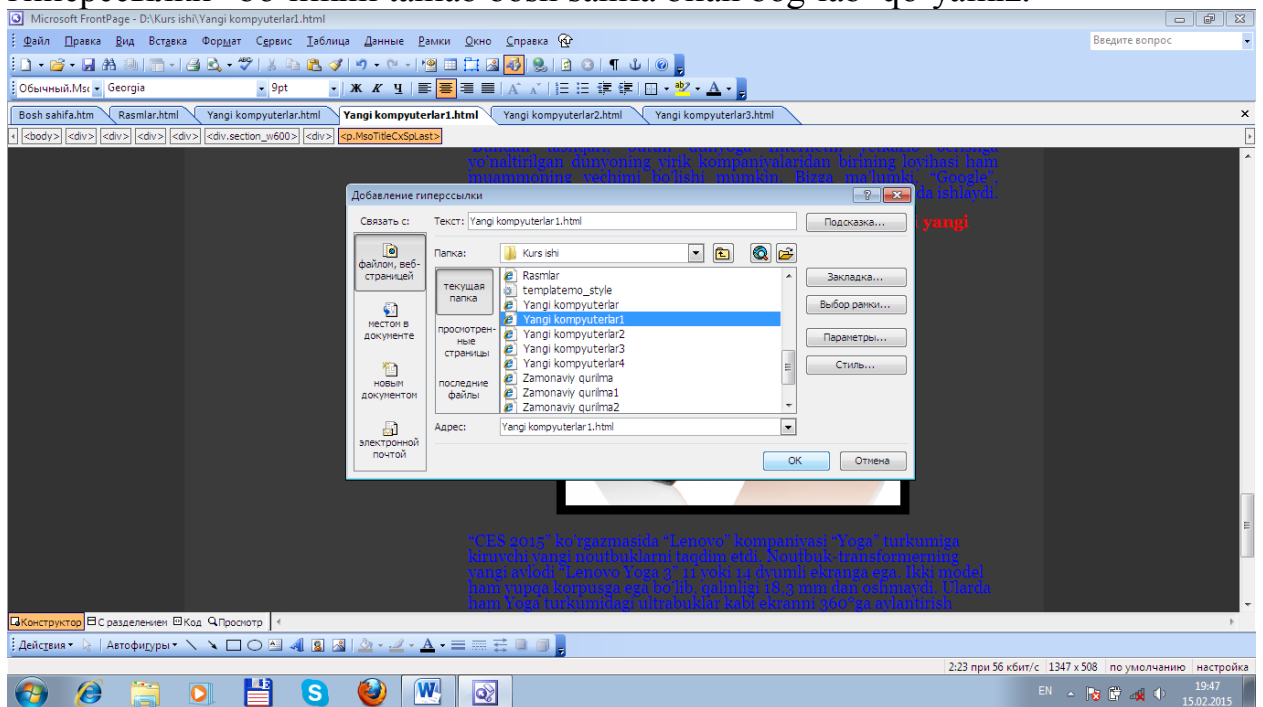 Microsoft FrontPage - D:\Kurs ishi\Yangi kompyuterlar1.html
Файл Правка Вид Вставка Формат Сервис Таблица Данные Рамки Окно Справка
Введите вопрос
Обычный.Mso Georgia 9pt Ж К Ч
Bosh sahifa.htm Rasmlar.html Yangi kompyuterlar.html Yangi kompyuterlar1.html Yangi kompyuterlar2.html Yangi kompyuterlar3.html
<body> <div> <div> <div> <div> <div.section_w600> <div> <p.MsoTitleCxSpLast>
yo'naltirilgan dunyoning yirik kompaniyalaridan birining loyihasi ham
muammoning yechimi bo'lishi mumkin. Bizga ma'lumki, "Google",
da ishlaydi.
yangi
Добавление гиперссылки
Связать с:
Текст: Yangi kompyuterlar1.html
Подсказка...
файлом, веб-страницей
местом в документе
новым документом
электронной почтой
Папка: Kurs ishi
текущая папка
просмотрен-ные страницы
последние файлы
Rasmlar
templatemo_style
Yangi kompyuterlar
Yangi kompyuterlar1
Yangi kompyuterlar2
Yangi kompyuterlar3
Yangi kompyuterlar4
Zamonaviy qurilma
Zamonaviy qurilma1
Zamonaviy qurilma2
Закладка...
Выбор рамки...
Параметры...
Стиль...
Адрес: Yangi kompyuterlar1.html
ОК Отмена
"CES 2015" ko'rgazmasida "Lenovo" kompaniyasi "Yoga" turkumiga
kiruvchi yangi noutbuklarni taqdim etdi. Noutbuk-transformerning
yangi avlodi "Lenovo Yoga 3" 11 yoki 14 dyumli ekranga ega. Ikki model
ham yupqa korpusga ega bo'lib, qalinligi 18,3 mm dan oshmaydi. Ularda
ham Yoga turkumidagi ultrabuklar kabi ekranni 360°ga aylantirish
Конструктор С разделением Код Просмотр
Действия Автофигуры
2:23 при 56 кбит/с 1347 x 508 по умолчанию настройка
EN
19:47
15.02.2015